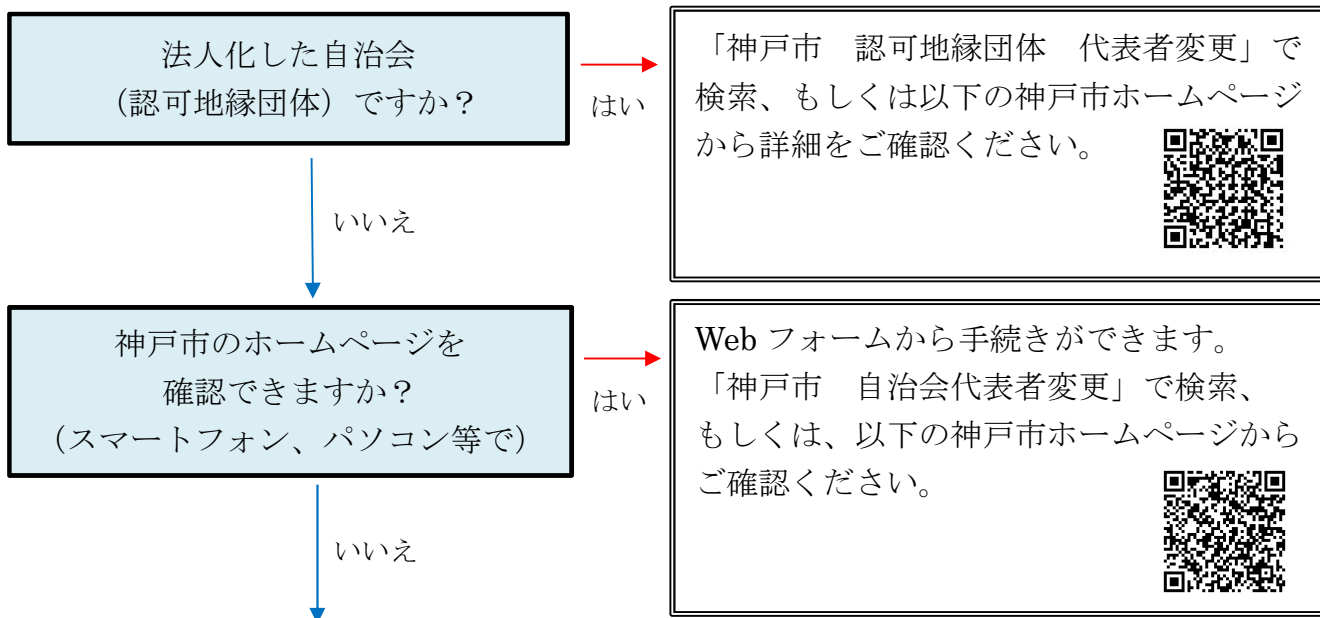 法人化した自治会
（認可地縁団体）ですか？
はい
「神戸市　認可地縁団体　代表者変更」で
検索、もしくは以下の神戸市ホームページ
から詳細をご確認ください。
いいえ
神戸市のホームページを
確認できますか？
（スマートフォン、パソコン等で）
はい
Web フォームから手続きができます。
「神戸市　自治会代表者変更」で検索、
もしくは、以下の神戸市ホームページから
ご確認ください。
いいえ